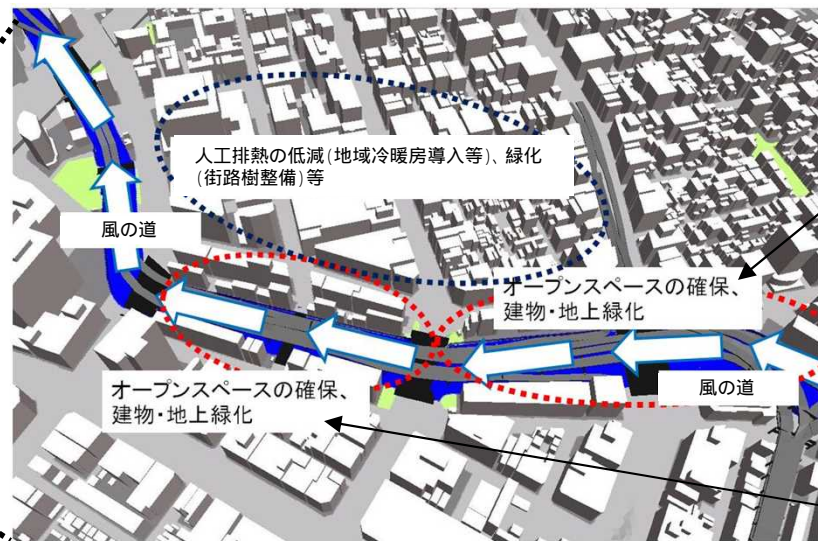 人工排熱の低減(地域冷暖房導入等)、緑化
(街路樹整備)等
風の道
オープンスペースの確保、
建物・地上緑化
オープンスペースの確保、
建物・地上緑化
風の道